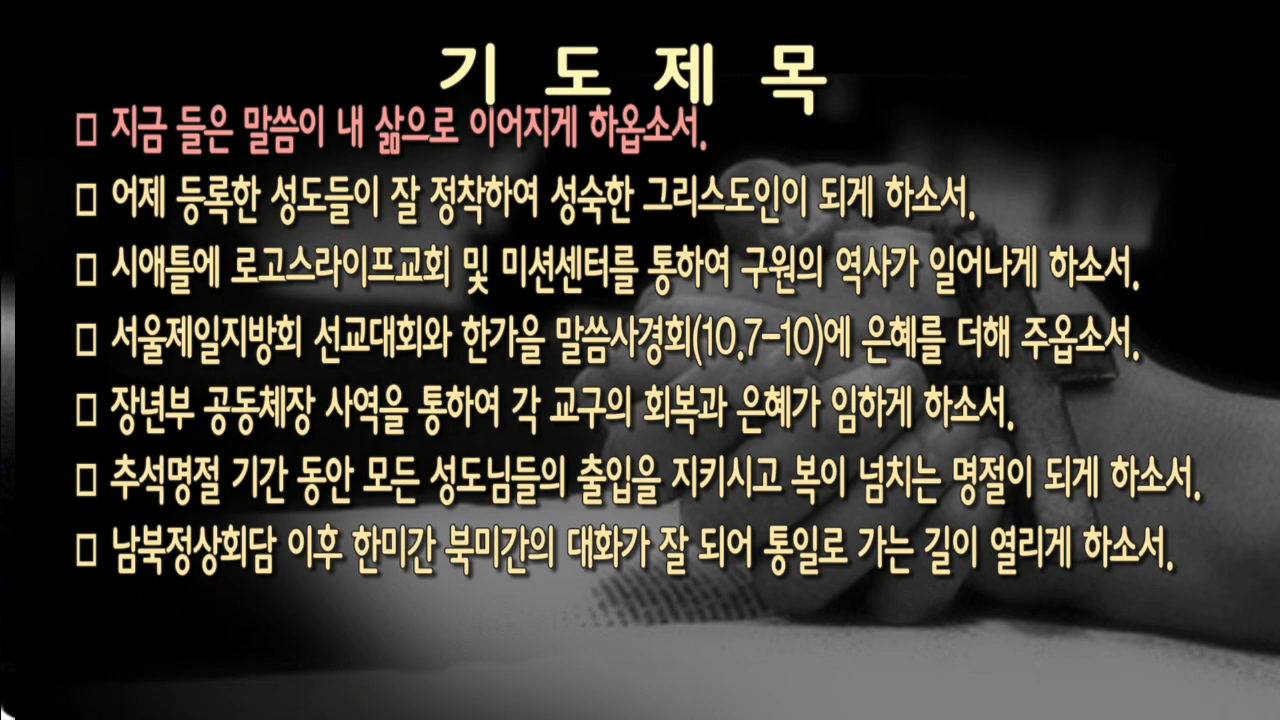 기 도 제 목
□ 지금 들은 말씀이 내 삶으로 이어지게 하옵소서.
□ 어제 등록한 성도들이 잘 정착하여 성숙한 그리스도인이 되게 하소서.
□ 시애틀에 로고스라이프교회 및 미션센터를 통하여 구원의 역사가 일어나게 하소서.
□ 서울제일지방회 선교대회와 한가을 말씀사경회(10.7-10)에 은혜를 더해 주옵소서.
□ 장년부 공동체장 사역을 통하여 각 교구의 회복과 은혜가 임하게 하소서.
□ 추석명절 기간 동안 모든 성도님들의 출입을 지키시고 복이 넘치는 명절이 되게 하소서.
□ 남북정상회담 이후 한미간 북미간의 대화가 잘 되어 통일로 가는 길이 열리게 하소서.